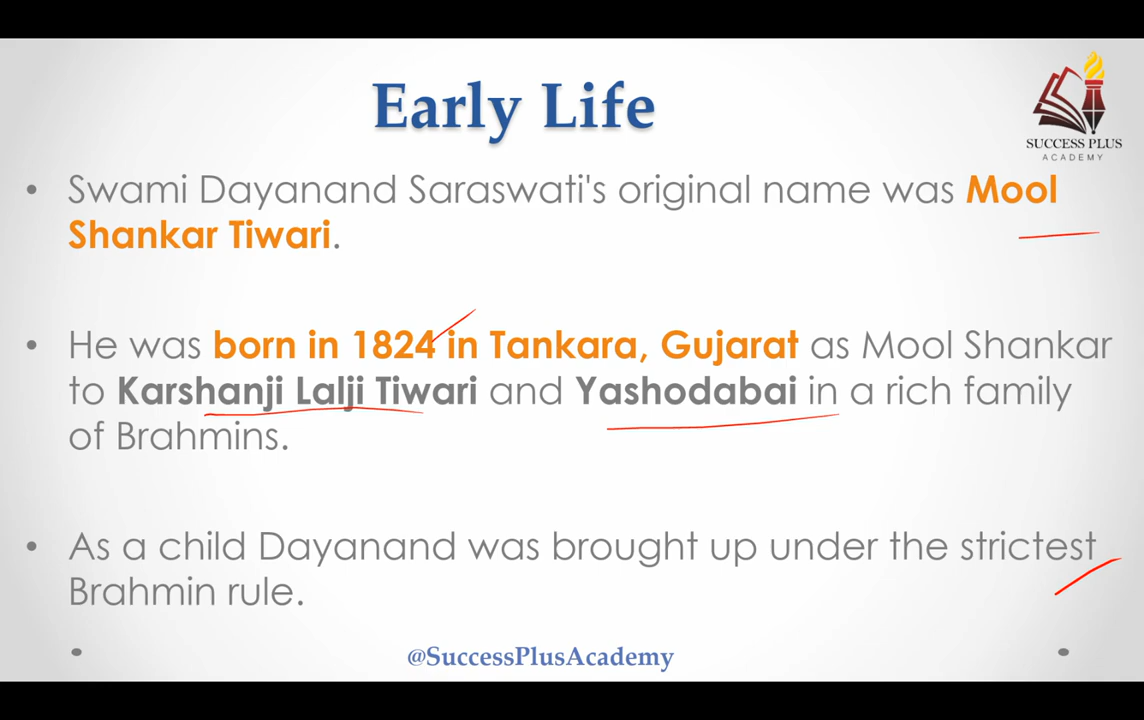 Early Life
SUCCESS PLUS
ACADEMY
• Swami Dayanand Saraswati's original name was Mool
Shankar Tiwari.
• He was born in 1824 in Tankara, Gujarat as Mool Shankar
to Karshanji Lalji Tiwari and Yashodabai in a rich family
of Brahmins.
• As a child Dayanand was brought up under the strictest
Brahmin rule.
@SuccessPlusAcademy